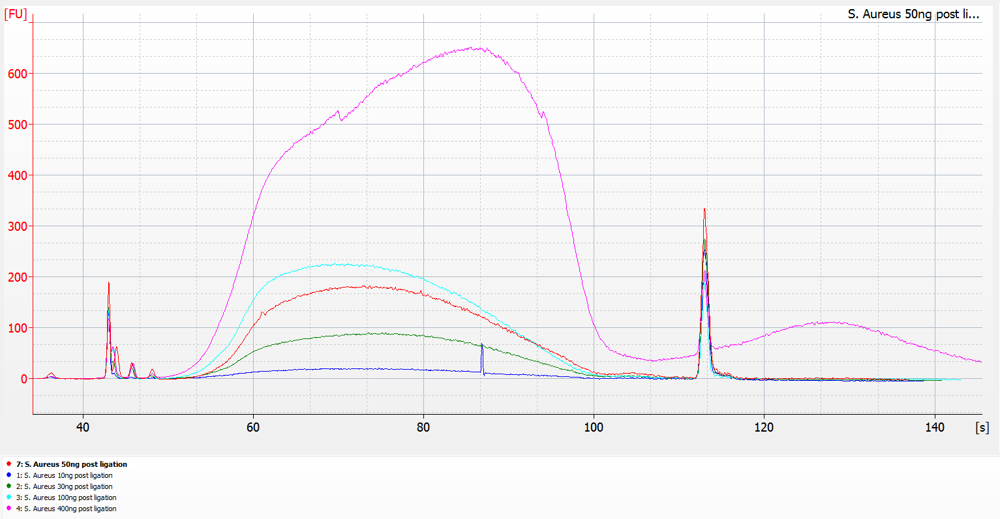 [FU]
S. Aureus 50ng post li...
600
500
400
300
200
100
0
40 60 80 100 120 140 [s]
7: S. Aureus 50ng post ligation
1: S. Aureus 10ng post ligation
2: S. Aureus 30ng post ligation
3: S. Aureus 100ng post ligation
4: S. Aureus 400ng post ligation